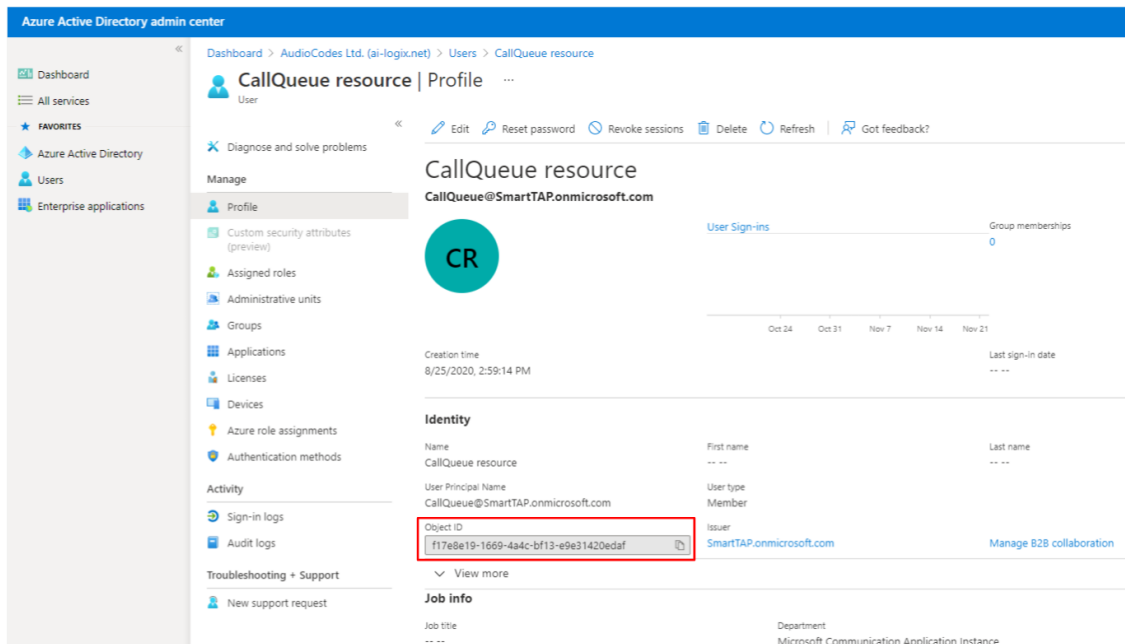 Azure Active Directory admin center
«
Dashboard
All services
FAVORITES
Azure Active Directory
Users
Enterprise applications
Dashboard > AudioCodes Ltd. (ai-logix.net) > Users > CallQueue resource
CallQueue resource | Profile ...
User
«
Diagnose and solve problems
Manage
Profile
Custom security attributes
(preview)
Assigned roles
Administrative units
Groups
Applications
Licenses
Devices
Azure role assignments
Authentication methods
Activity
Sign-in logs
Audit logs
Troubleshooting + Support
New support request
Edit Reset password Revoke sessions Delete Refresh | Got feedback?
CallQueue resource
CallQueue@SmartTAP.onmicrosoft.com
CR
User Sign-ins
Group memberships
0
Oct 24 Oct 31 Nov 7 Nov 14 Nov 21
Creation time
8/25/2020, 2:59:14 PM
Last sign-in date
-- --
Identity
Name First name Last name
CallQueue resource -- -- -- --
User Principal Name User type
CallQueue@SmartTAP.onmicrosoft.com Member
Object ID Issuer
f17e8e19-1669-4a4c-bf13-e9e31420edaf SmartTAP.onmicrosoft.com Manage B2B collaboration
View more
Job info
Job title Department
-- -- Microsoft Communication Application Instance